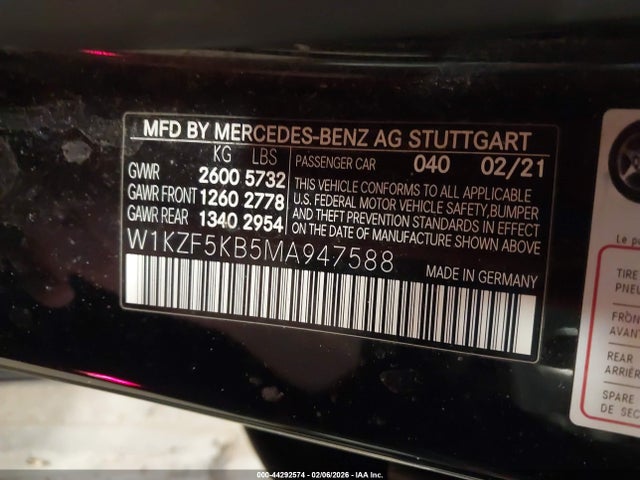 MFD BY MERCEDES-BENZ AG STUTTGART
KG LBS
GVWR 2600 5732
GAWR FRONT 1260 2778
GAWR REAR 1340 2954
PASSENGER CAR 040 02/21
THIS VEHICLE CONFORMS TO ALL APPLICABLE
U.S. FEDERAL MOTOR VEHICLE SAFETY, BUMPER
AND THEFT PREVENTION STANDARDS IN EFFECT
ON THE DATE OF MANUFACTURE SHOWN ABOVE.
W1KZF5KB5MA947588
MADE IN GERMANY
Le po
TIRE
PNEU
FRONT
AVANT
REAR
ARRIÈRE
SPARE
DE SEC
000-44292574 - 02/06/2026 - IAA Inc.